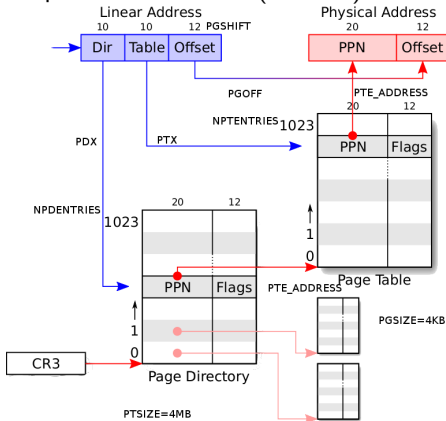 Linear Address
Physical Address
10 10 12 PGSHIFT
20 12
Dir Table Offset
PPN Offset
PGOFF
PTE_ADDRESS
20 12
NPTENTRIES
1023
PDX
PTX
PPN Flags
NPDENTRIES
20 12
1023
1
0
Page Table
PPN Flags
PTE_ADDRESS
PGSIZE=4KB
1
0
CR3
Page Directory
PTSIZE=4MB